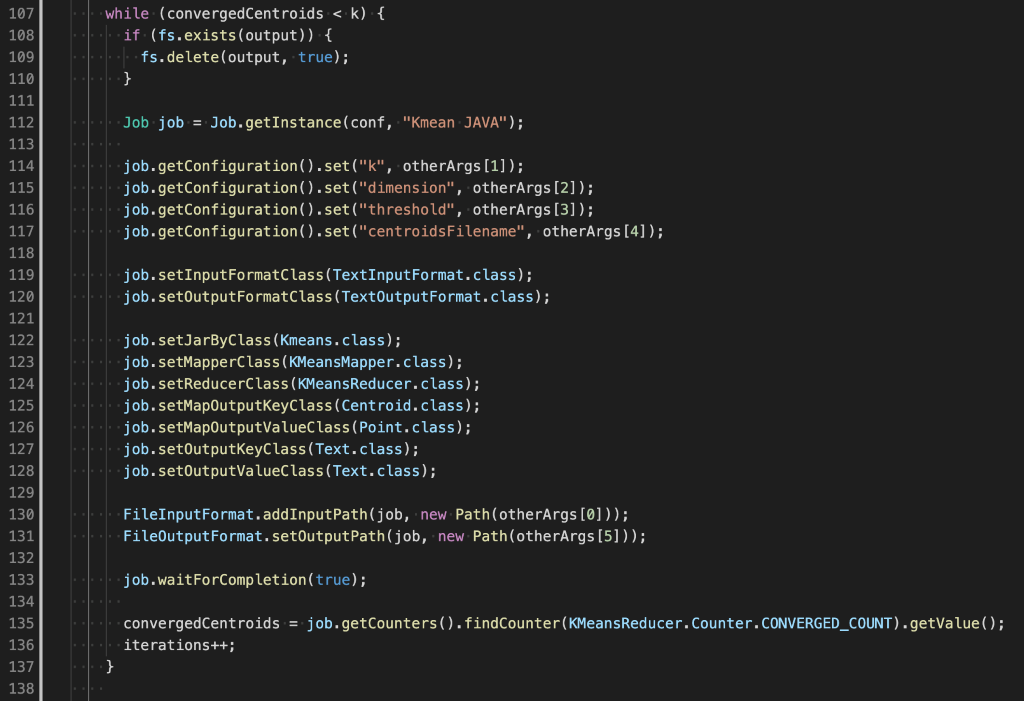 107 while (convergedCentroids < k) {
108 if (fs.exists(output)) {
109 fs.delete(output, true);
110 }
111
112 Job job = Job.getInstance(conf, "Kmean JAVA");
113
114 job.getConfiguration().set("k", otherArgs[1]);
115 job.getConfiguration().set("dimension", otherArgs[2]);
116 job.getConfiguration().set("threshold", otherArgs[3]);
117 job.getConfiguration().set("centroidsFilename", otherArgs[4]);
118
119 job.setInputFormatClass(TextInputFormat.class);
120 job.setOutputFormatClass(TextOutputFormat.class);
121
122 job.setJarByClass(Kmeans.class);
123 job.setMapperClass(KMeansMapper.class);
124 job.setReducerClass(KMeansReducer.class);
125 job.setMapOutputKeyClass(Centroid.class);
126 job.setMapOutputValueClass(Point.class);
127 job.setOutputKeyClass(Text.class);
128 job.setOutputValueClass(Text.class);
129
130 FileInputFormat.addInputPath(job, new Path(otherArgs[0]));
131 FileOutputFormat.setOutputPath(job, new Path(otherArgs[5]));
132
133 job.waitForCompletion(true);
134
135 convergedCentroids = job.getCounters().findCounter(KMeansReducer.Counter.CONVERGED_COUNT).getValue();
136 iterations++;
137 }
138